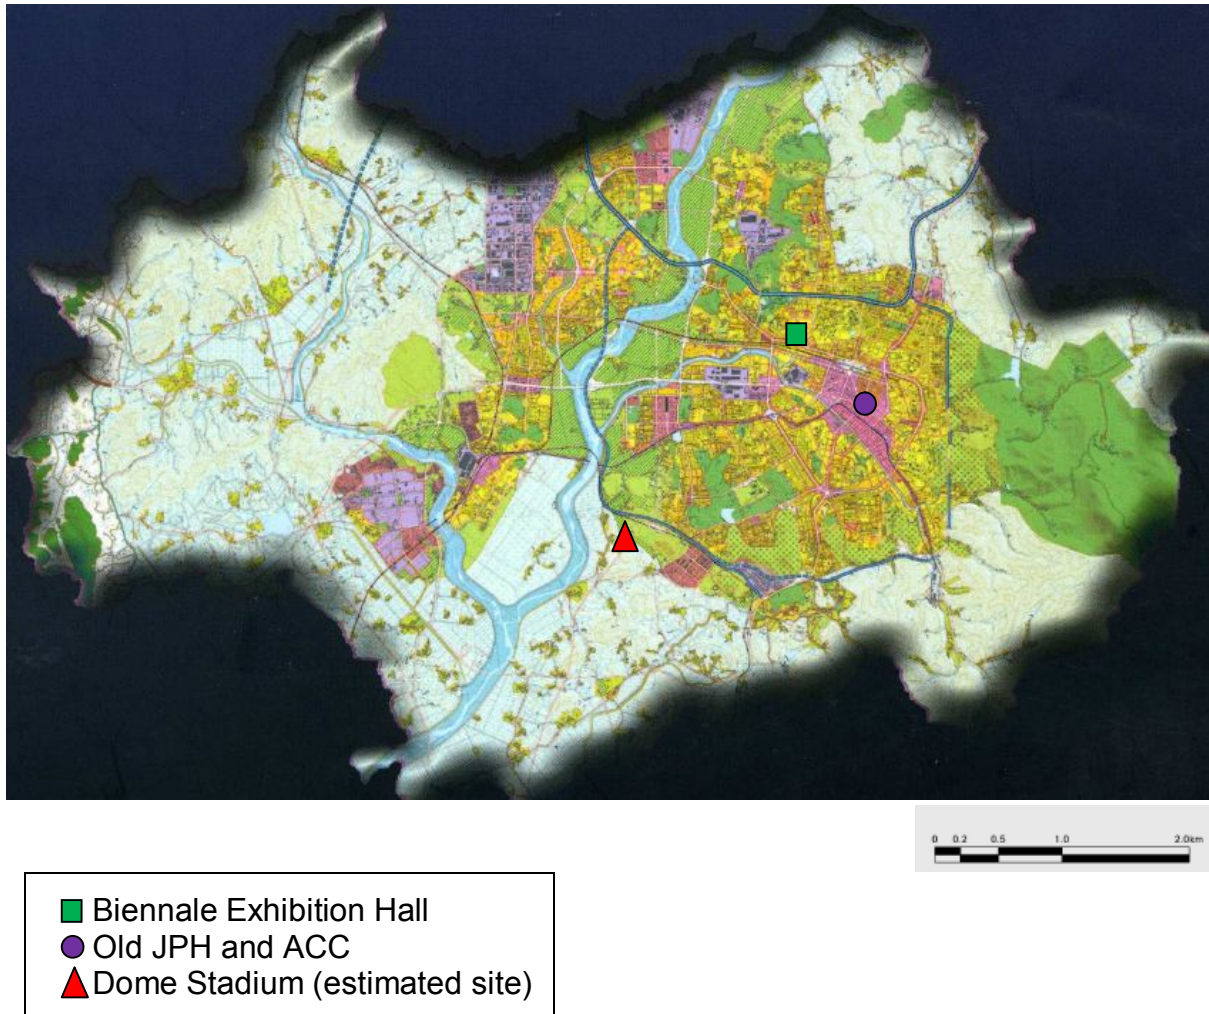 0 0.2 0.5 1.0 2.0km
Biennale Exhibition Hall
Old JPH and ACC
Dome Stadium (estimated site)